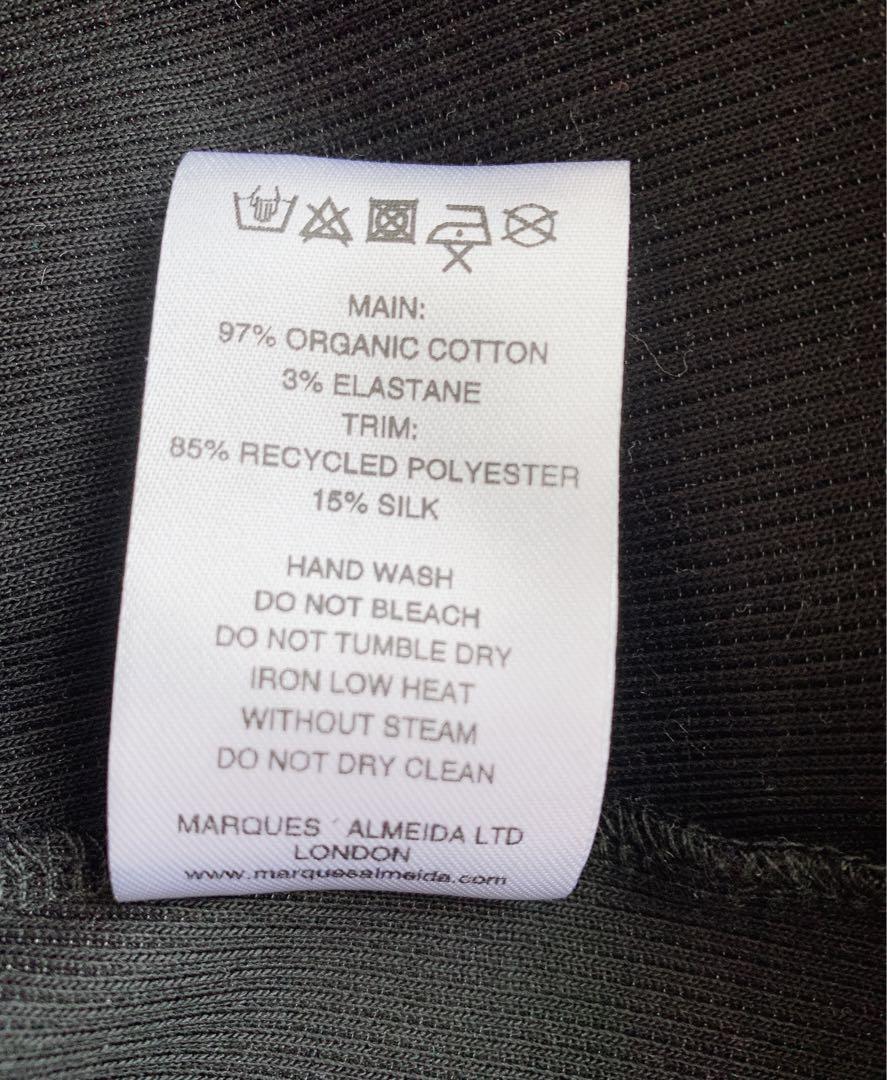 MAIN:
97% ORGANIC COTTON
3% ELASTANE
TRIM:
85% RECYCLED POLYESTER
15% SILK
HAND WASH
DO NOT BLEACH
DO NOT TUMBLE DRY
IRON LOW HEAT
WITHOUT STEAM
DO NOT DRY CLEAN
MARQUES ´ ALMEIDA LTD
LONDON
www.marquesalmeida.com